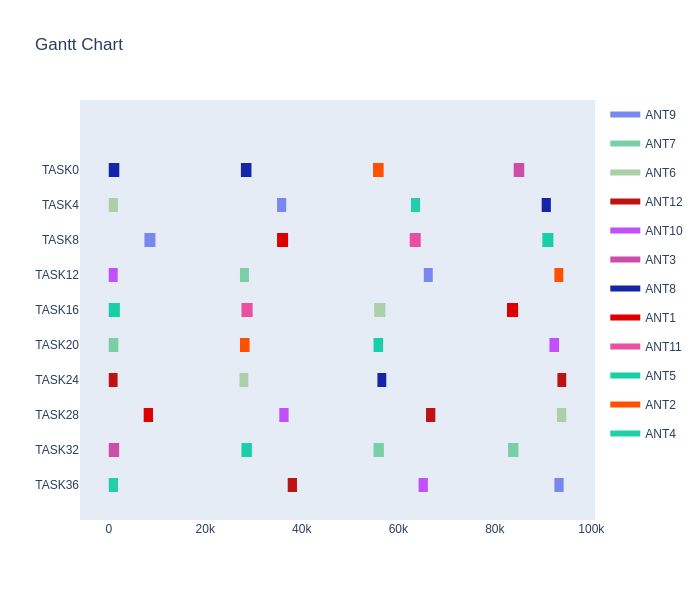 Gantt Chart
TASK0
TASK4
TASK8
TASK12
TASK16
TASK20
TASK24
TASK28
TASK32
TASK36
0 20k 40k 60k 80k 100k
ANT9
ANT7
ANT6
ANT12
ANT10
ANT3
ANT8
ANT1
ANT11
ANT5
ANT2
ANT4